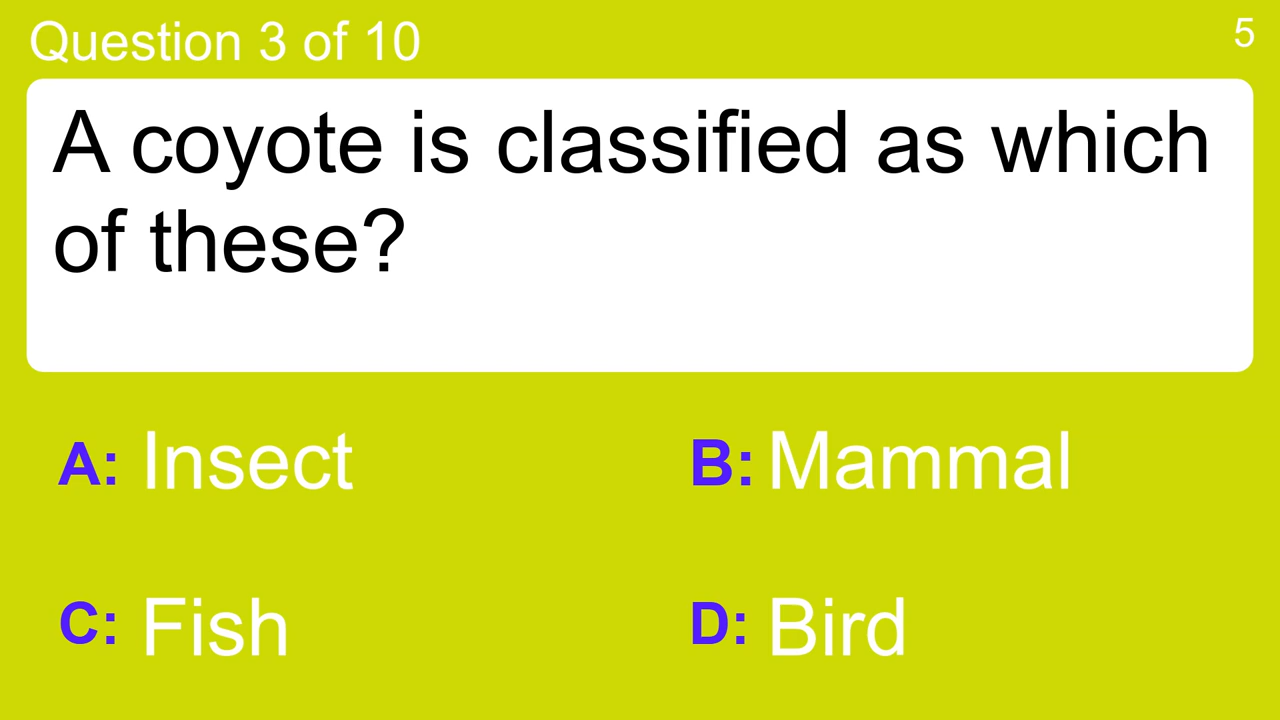 Question 3 of 10
5
A coyote is classified as which
of these?
A: Insect
B: Mammal
C: Fish
D: Bird